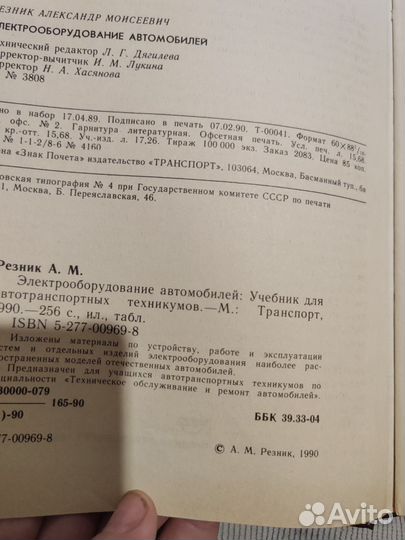 ЕЗНИК АЛЕКСАНДР МОИСЕЕВИЧ
ЛЕКТРООБОРУДОВАНИЕ АВТОМОБИЛЕЙ
хнический редактор Л. Г. Дягилева
рректор-вычитчик И. М. Лукина
рректор Н. А. Хасянова
№ 3808
но в набор 17.04.89. Подписано в печать 07.02.90. Т-00041. Формат 60×88¹/₁₆
офс. № 2. Гарнитура литературная. Офсетная печать. Усл. печ. л. 15,68.
кр.-отт. 15,68. Уч.-изд. л. 17,26. Тираж 100 000 экз. Заказ 2083. Цена 85 коп.
№ 1-1-2/8-6 № 4160
на «Знак Почета» издательство «ТРАНСПОРТ», 103064, Москва, Басманный туп., 6а
овская типография № 4 при Государственном комитете СССР по печати
1, Москва, Б. Переяславская, 46.
Резник А. М.
Электрооборудование автомобилей: Учебник для
втотранспортных техникумов.—М.: Транспорт,
990.—256 с., ил., табл.
ISBN 5-277-00969-8
Изложены материалы по устройству, работе и эксплуатации
стем и отдельных изделий электрооборудования наиболее рас-
остраненных моделей отечественных автомобилей.
Предназначен для учащихся автотранспортных техникумов по
ециальности «Техническое обслуживание и ремонт автомобилей».
30000-079
165-90
)-90
ББК 39.33-04
77-00969-8
© А. М. Резник, 1990
Avito